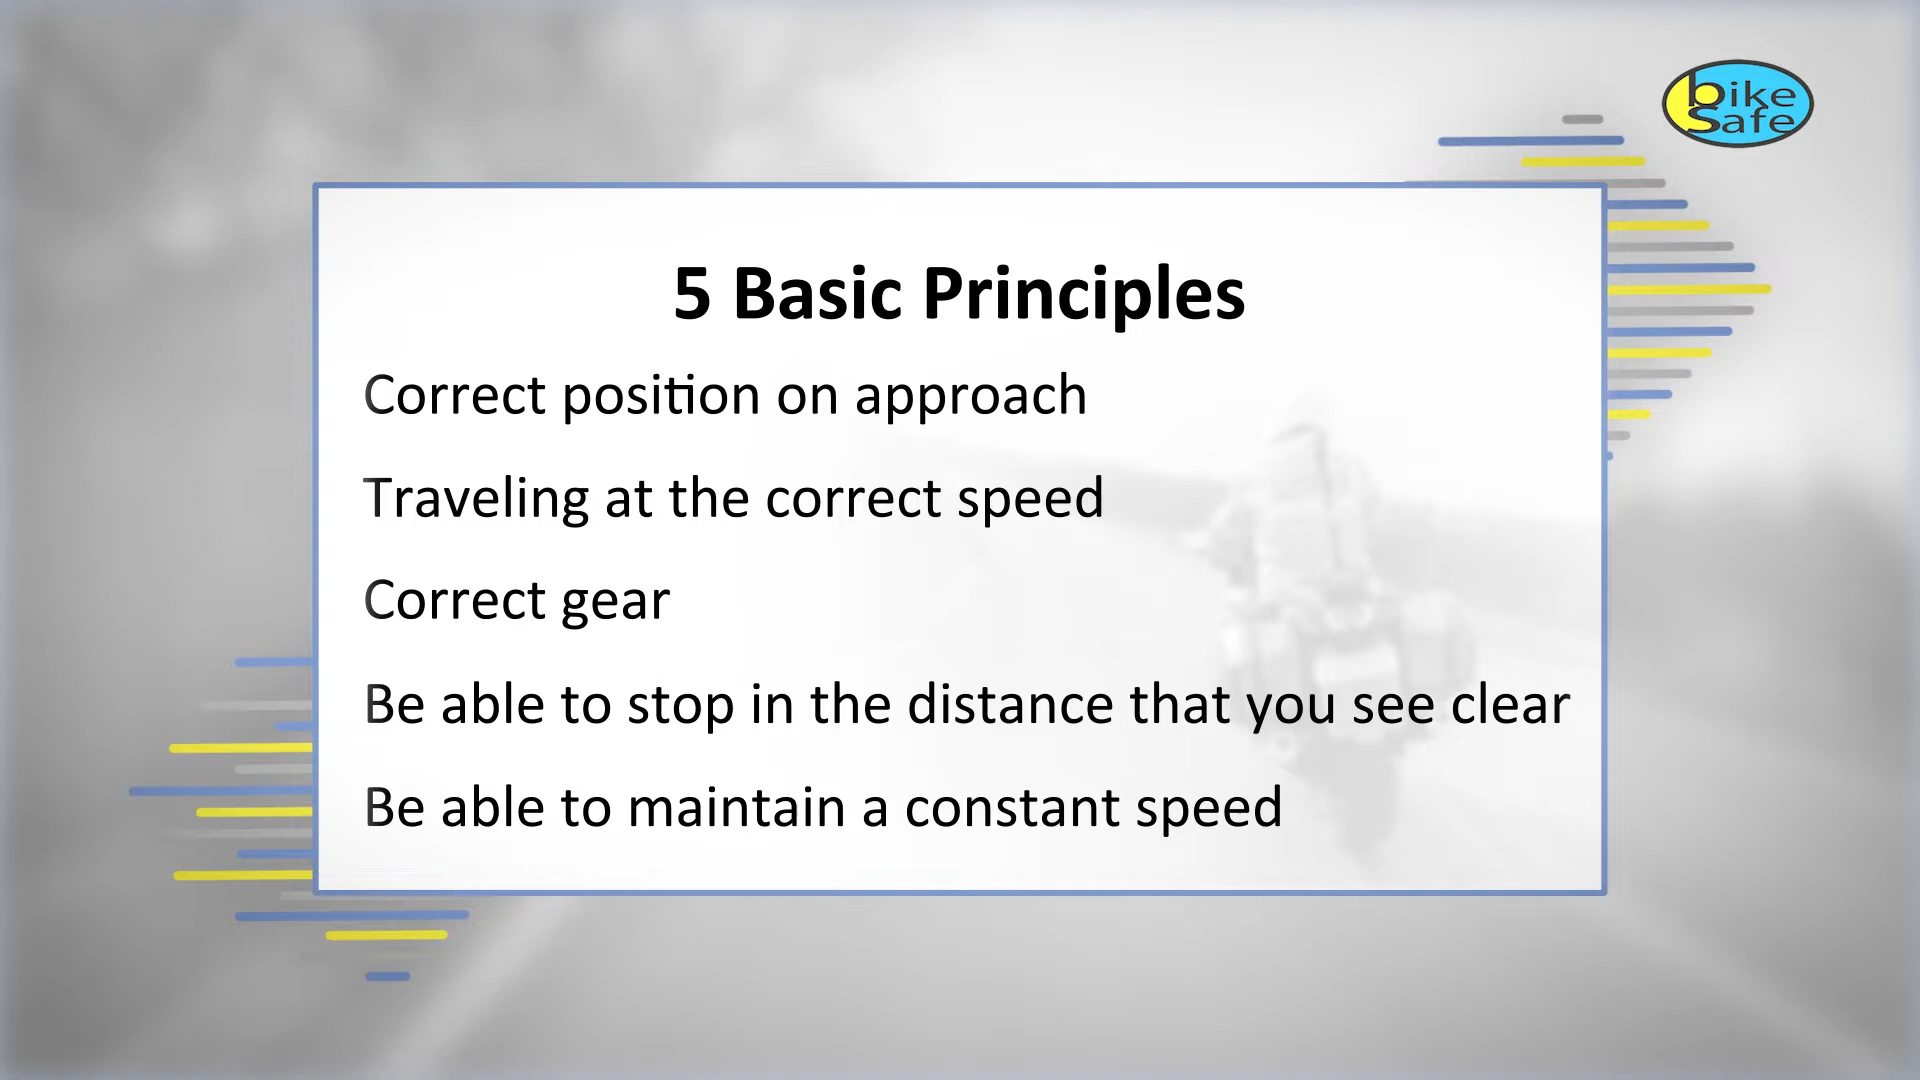 bike
Safe
5 Basic Principles
Correct position on approach
Traveling at the correct speed
Correct gear
Be able to stop in the distance that you see clear
Be able to maintain a constant speed